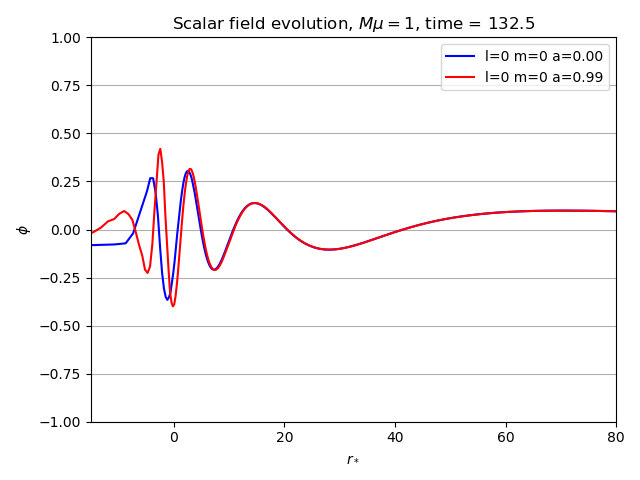 Scalar field evolution, Mμ = 1, time = 132.5
1.00
0.75
0.50
0.25
0.00
−0.25
−0.50
−0.75
−1.00
ϕ
l=0 m=0 a=0.00
l=0 m=0 a=0.99
0 20 40 60 80
r*